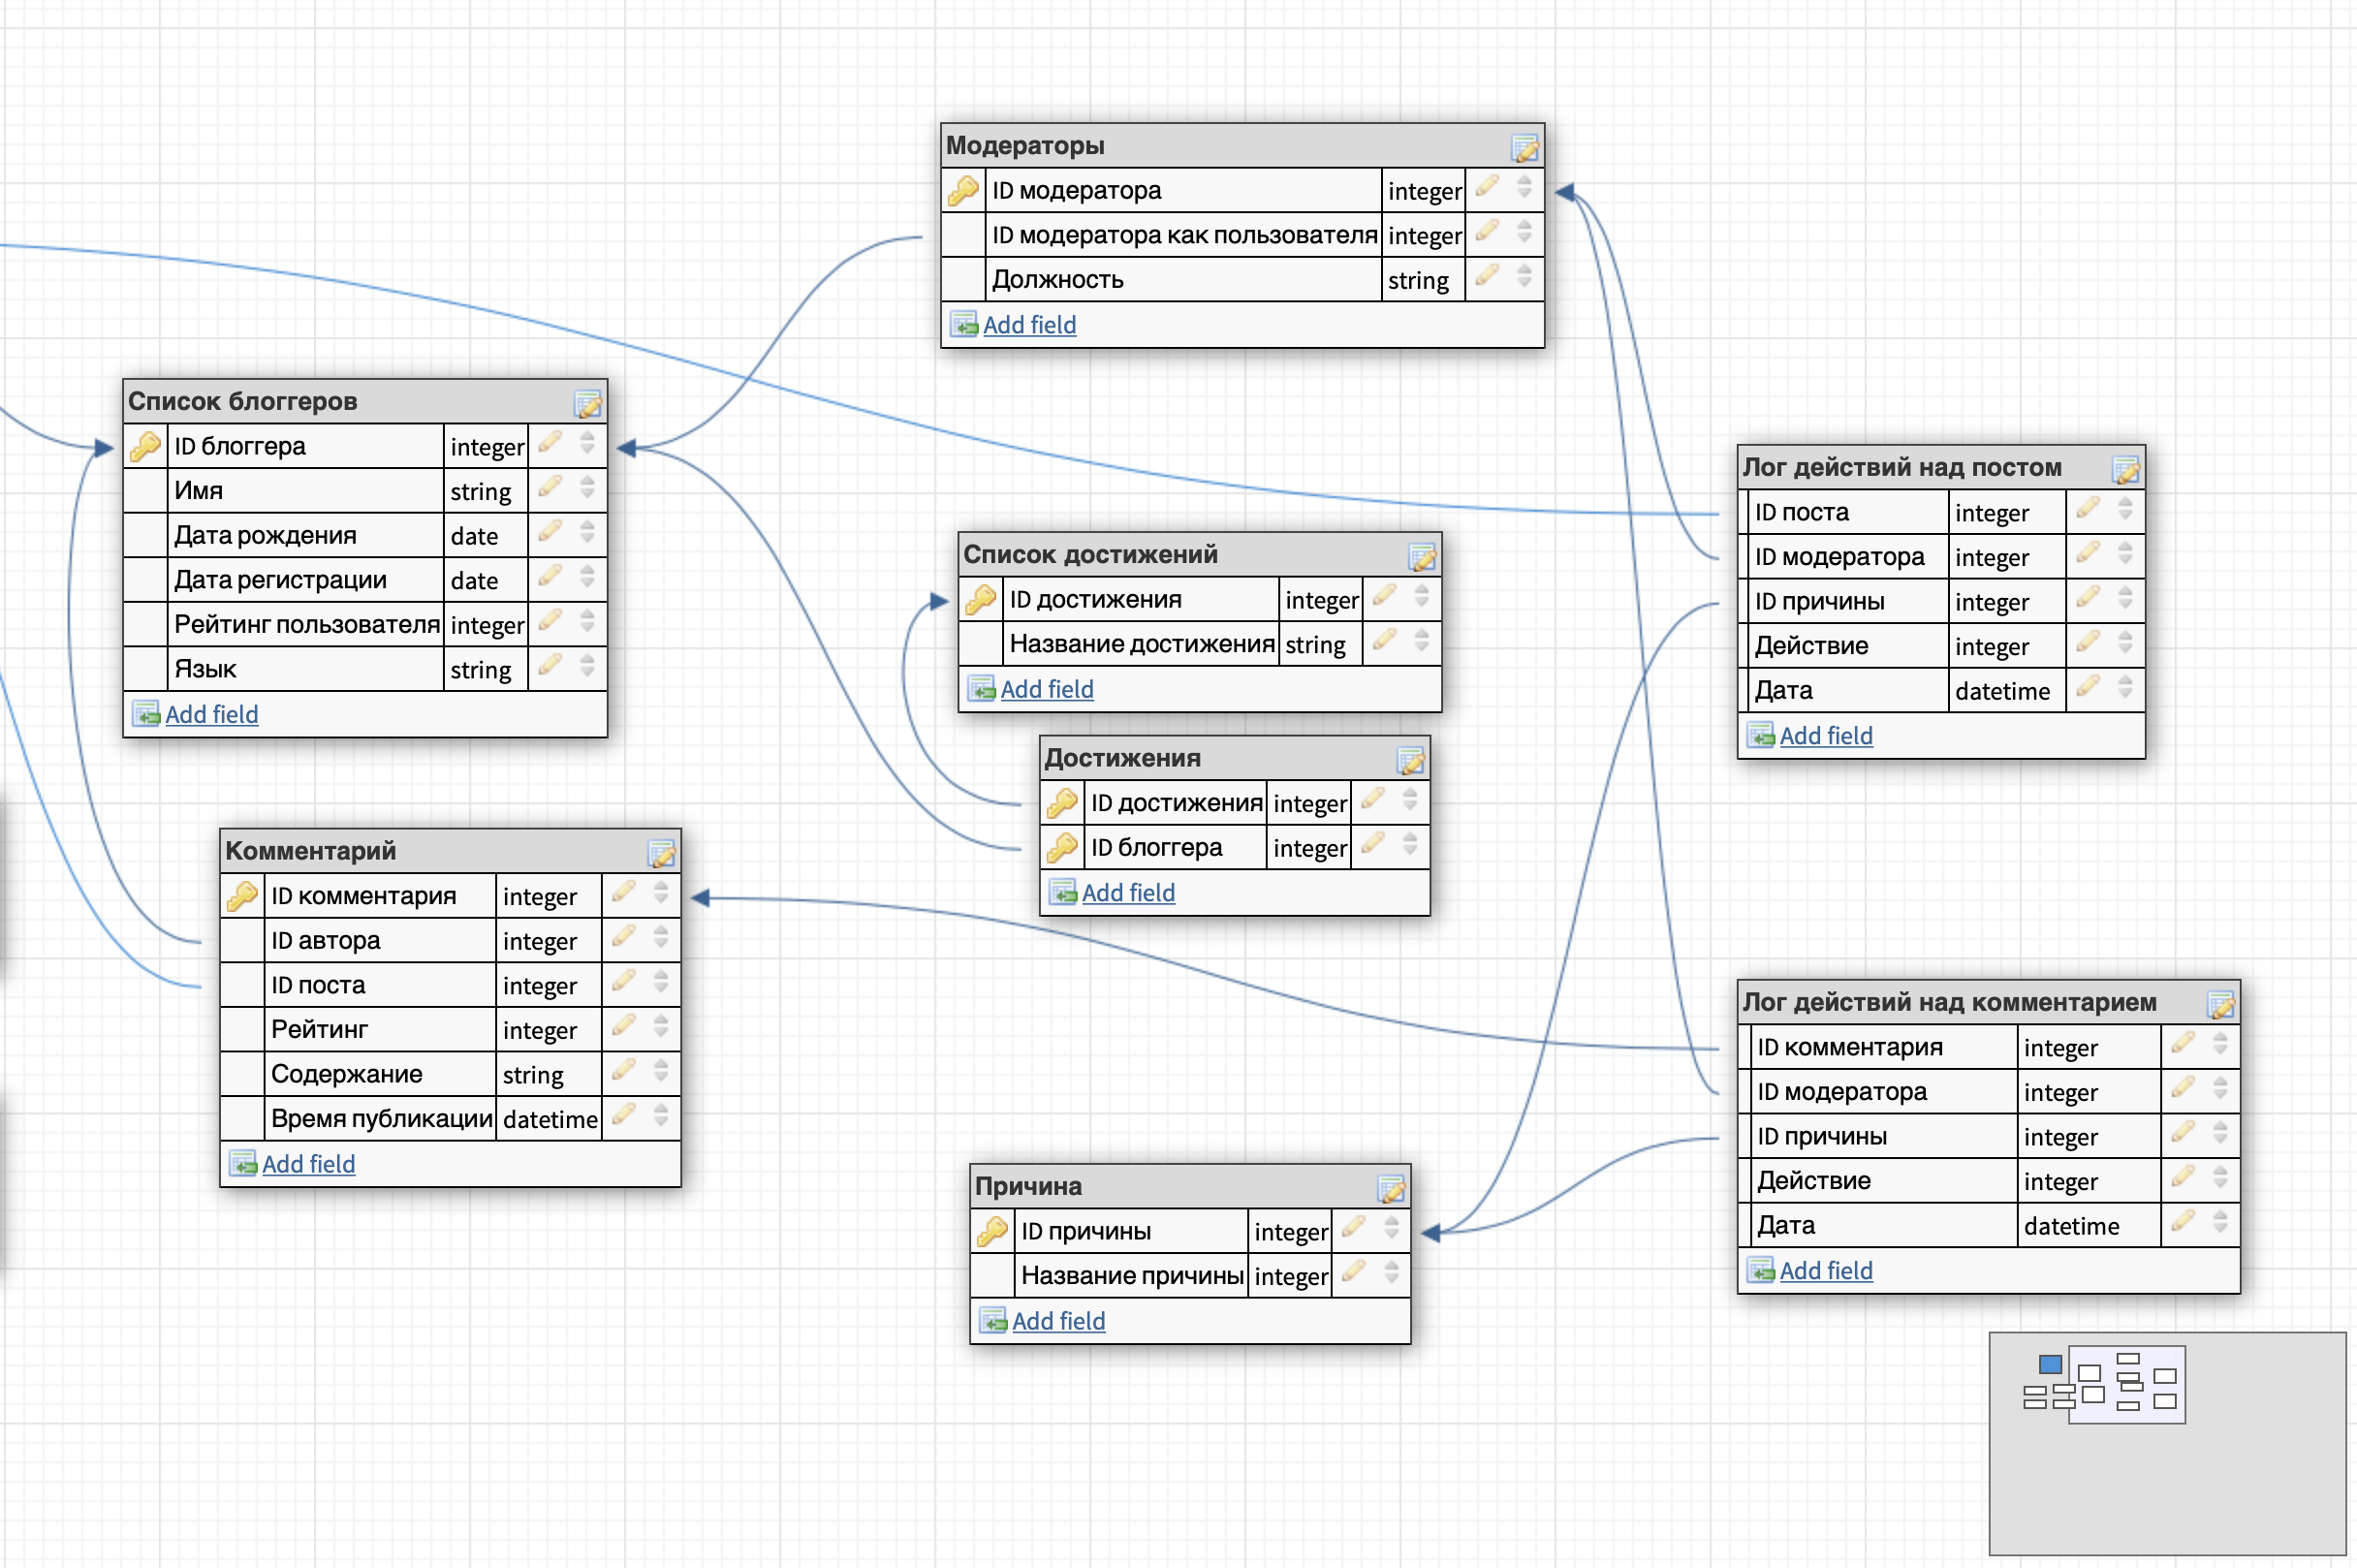 Модераторы
ID модератора integer
ID модератора как пользователя integer
Должность string
Add field
Список блоггеров
ID блоггера integer
Имя string
Дата рождения date
Дата регистрации date
Рейтинг пользователя integer
Язык string
Add field
Лог действий над постом
ID поста integer
ID модератора integer
ID причины integer
Действие integer
Дата datetime
Add field
Список достижений
ID достижения integer
Название достижения string
Add field
Достижения
ID достижения integer
ID блоггера integer
Add field
Комментарий
ID комментария integer
ID автора integer
ID поста integer
Рейтинг integer
Содержание string
Время публикации datetime
Add field
Лог действий над комментарием
ID комментария integer
ID модератора integer
ID причины integer
Действие integer
Дата datetime
Add field
Причина
ID причины integer
Название причины integer
Add field